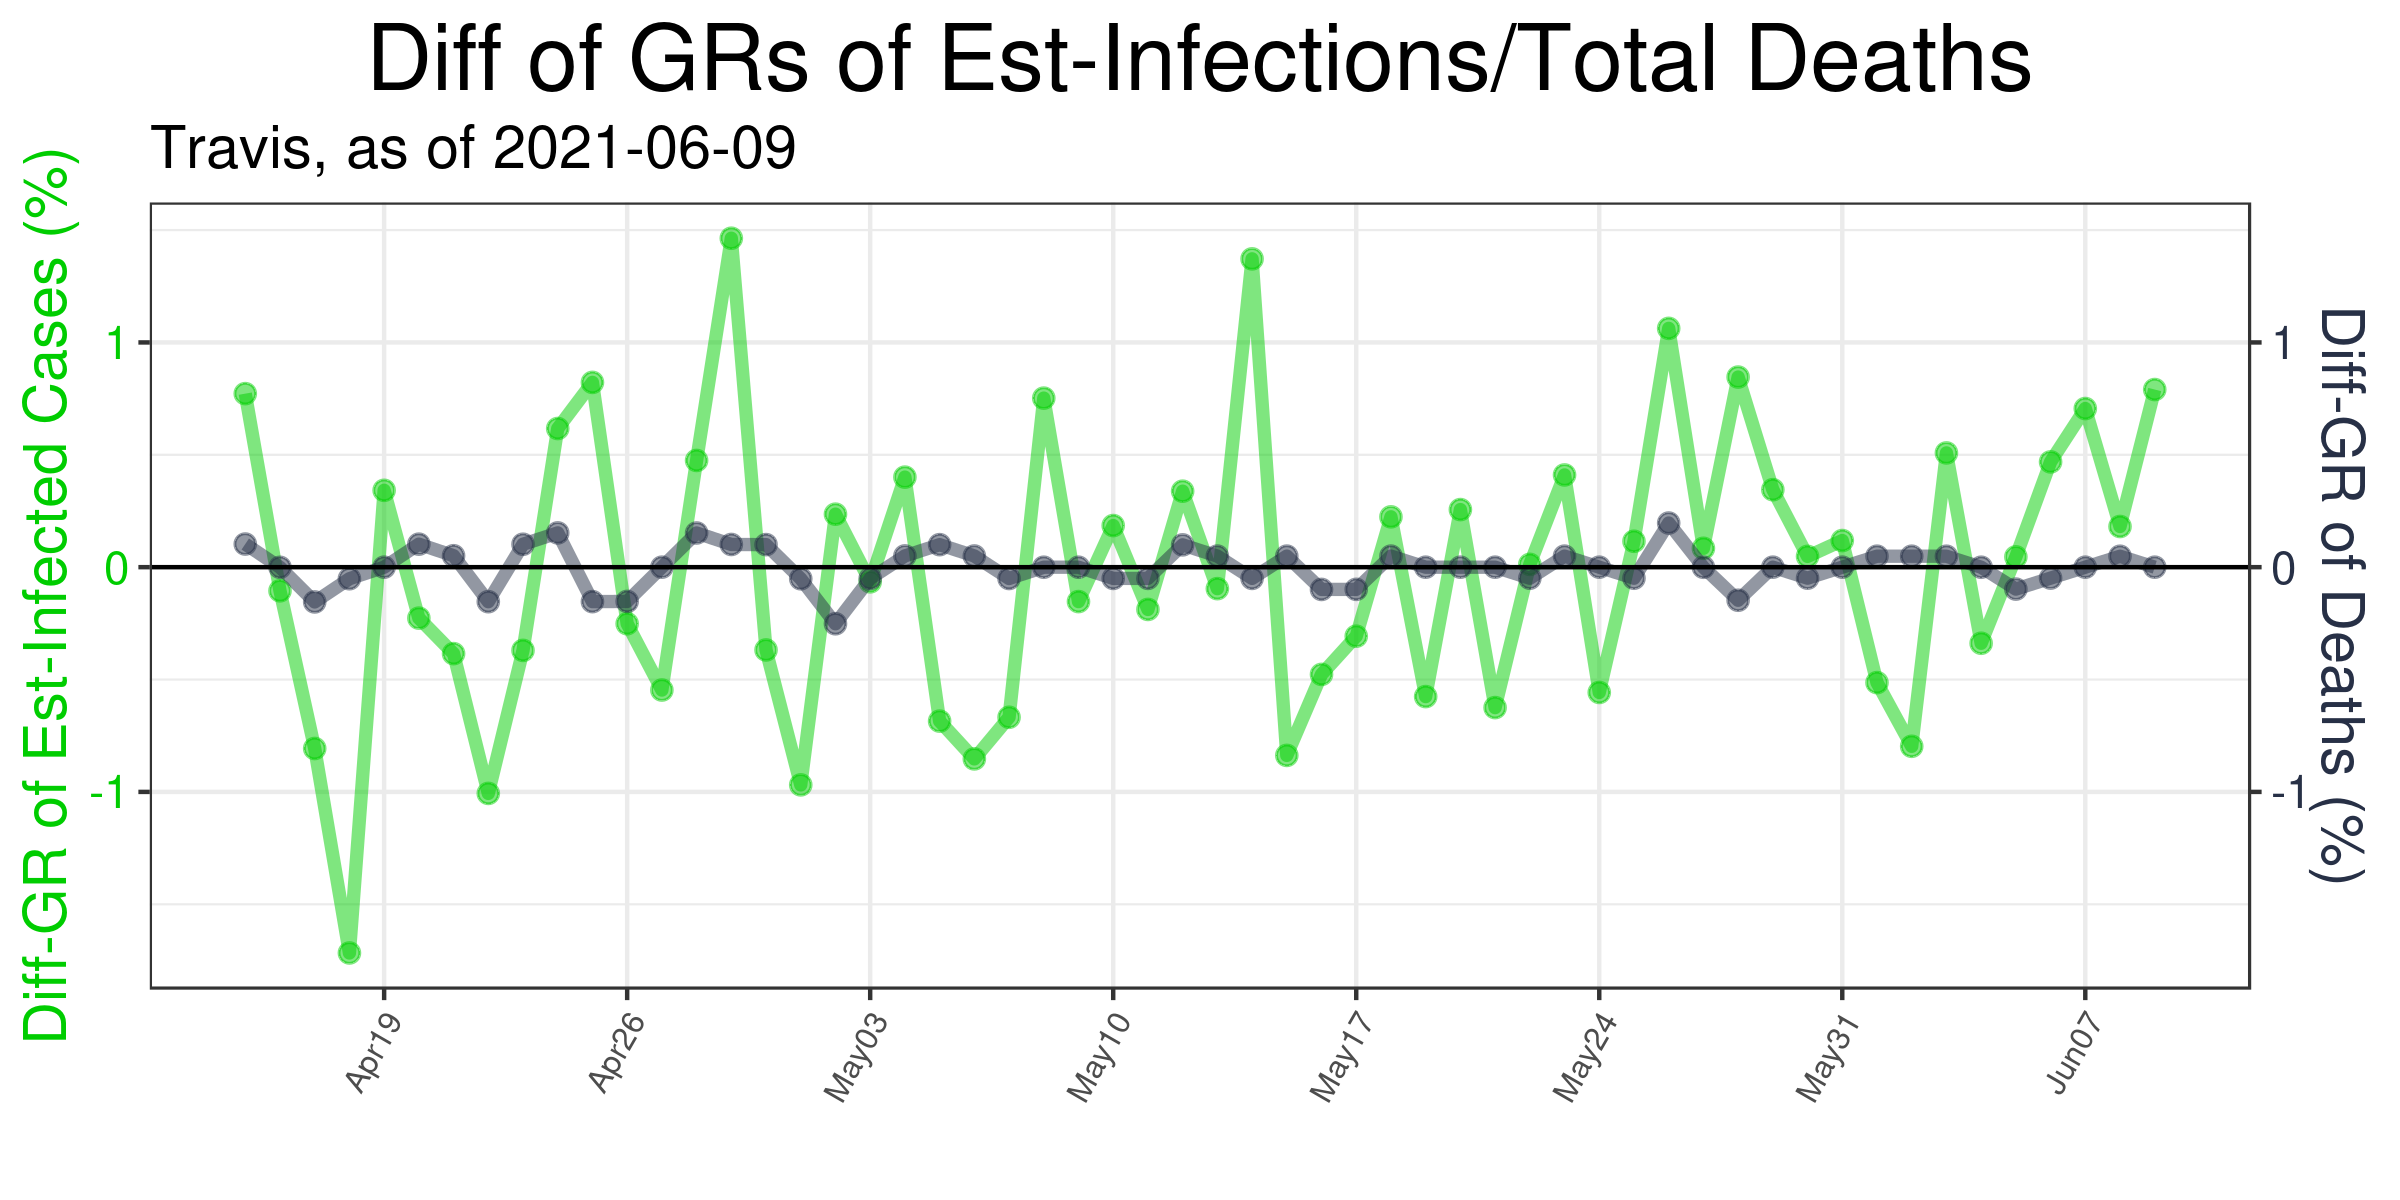 Diff of GRs of Est-Infections/Total Deaths
Travis, as of 2021-06-09
Diff-GR of Est-Infected Cases (%)
1
0
-1
1
0
-1
Diff-GR of Deaths (%)
Apr19
Apr26
May03
May10
May17
May24
May31
Jun07